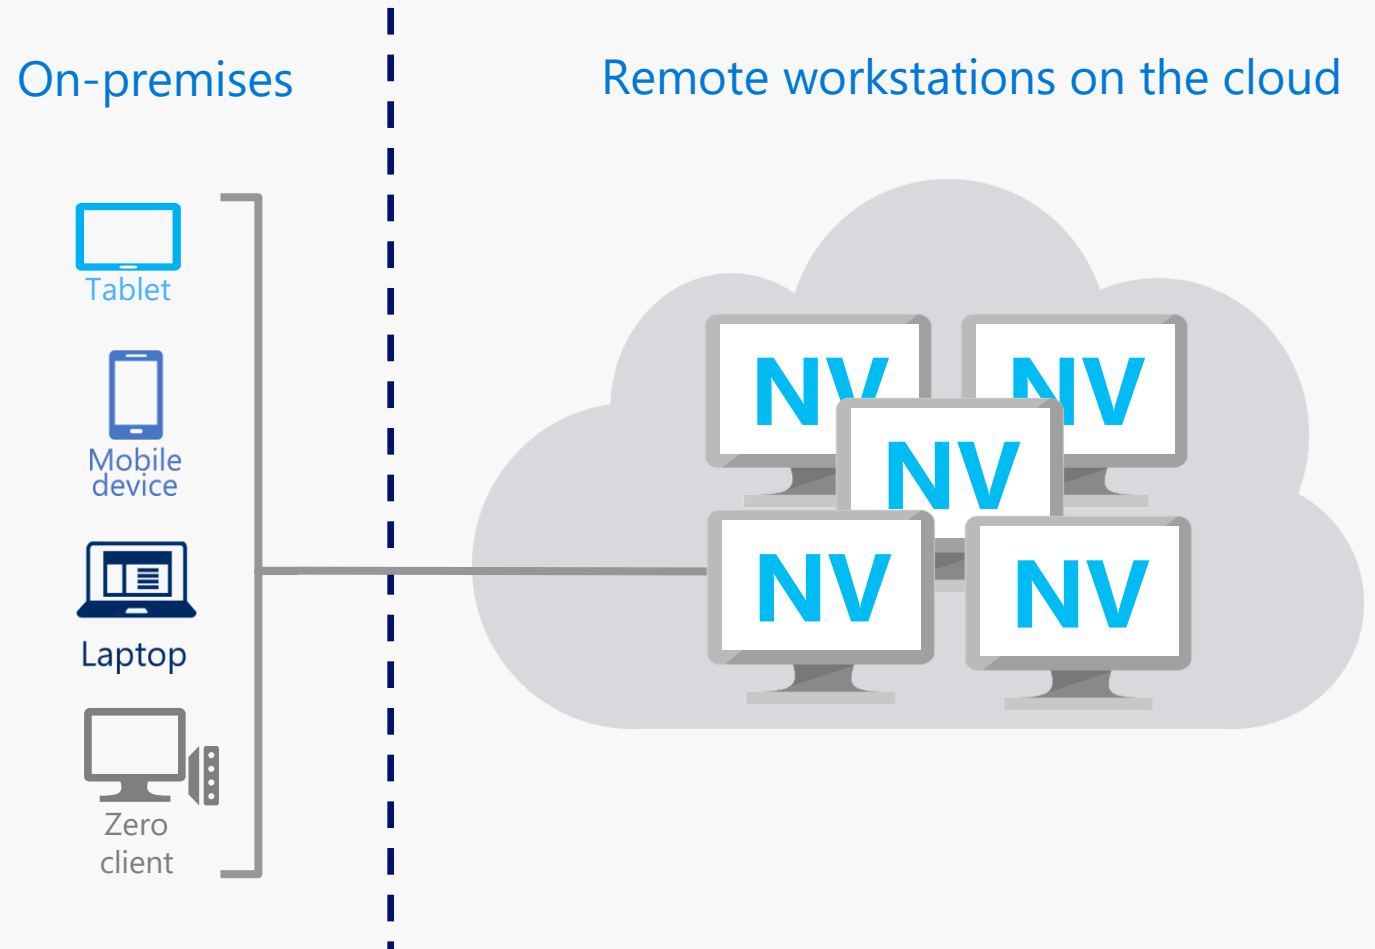 On-premises
Remote workstations on the cloud
Tablet
Mobile
device
Laptop
Zero
client
NV
NV
NV
NV
NV